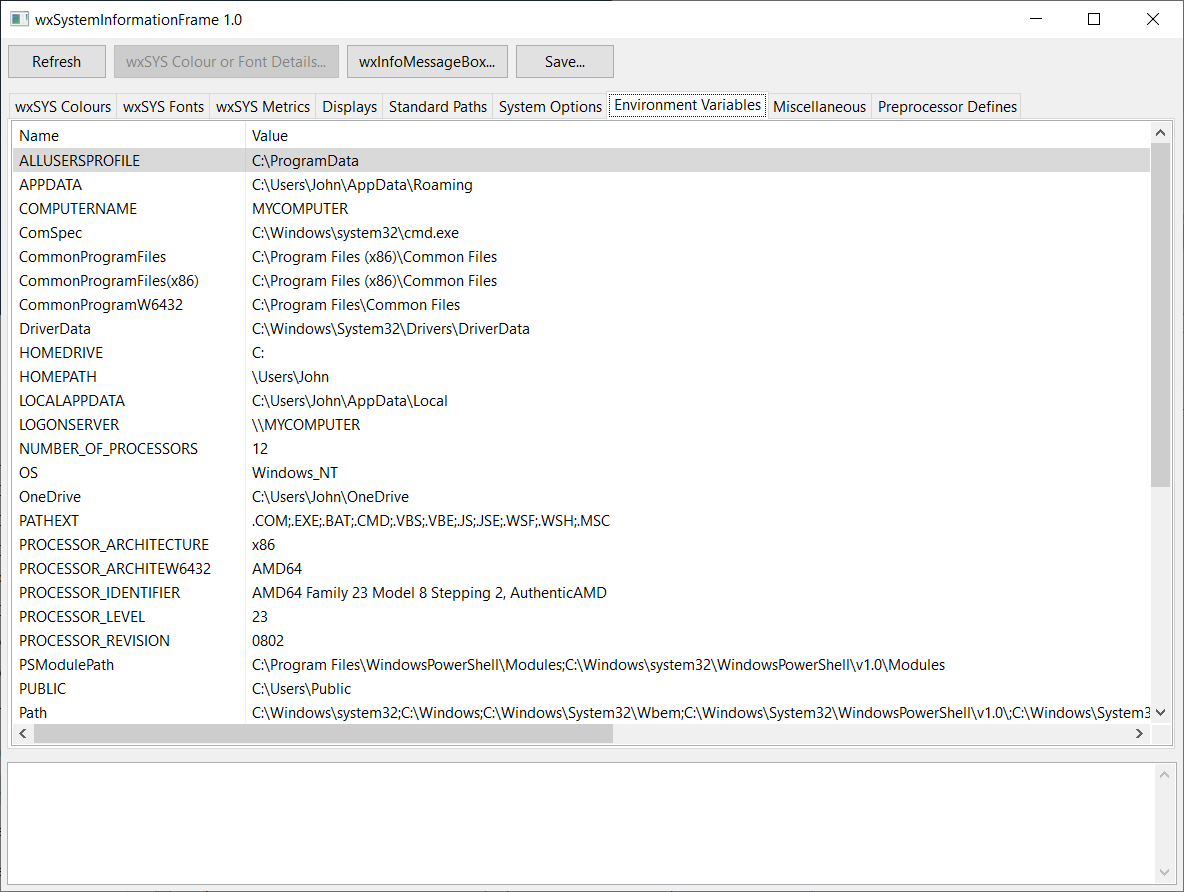 wxSystemInformationFrame 1.0
Refresh wxSYS Colour or Font Details... wxInfoMessageBox... Save...
wxSYS Colours wxSYS Fonts wxSYS Metrics Displays Standard Paths System Options Environment Variables Miscellaneous Preprocessor Defines
Name Value
ALLUSERSPROFILE C:\ProgramData
APPDATA C:\Users\John\AppData\Roaming
COMPUTERNAME MYCOMPUTER
ComSpec C:\Windows\system32\cmd.exe
CommonProgramFiles C:\Program Files (x86)\Common Files
CommonProgramFiles(x86) C:\Program Files (x86)\Common Files
CommonProgramW6432 C:\Program Files\Common Files
DriverData C:\Windows\System32\Drivers\DriverData
HOMEDRIVE C:
HOMEPATH \Users\John
LOCALAPPDATA C:\Users\John\AppData\Local
LOGONSERVER \\MYCOMPUTER
NUMBER_OF_PROCESSORS 12
OS Windows_NT
OneDrive C:\Users\John\OneDrive
PATHEXT .COM;.EXE;.BAT;.CMD;.VBS;.VBE;.JS;.JSE;.WSF;.WSH;.MSC
PROCESSOR_ARCHITECTURE x86
PROCESSOR_ARCHITEW6432 AMD64
PROCESSOR_IDENTIFIER AMD64 Family 23 Model 8 Stepping 2, AuthenticAMD
PROCESSOR_LEVEL 23
PROCESSOR_REVISION 0802
PSModulePath C:\Program Files\WindowsPowerShell\Modules;C:\Windows\system32\WindowsPowerShell\v1.0\Modules
PUBLIC C:\Users\Public
Path C:\Windows\system32;C:\Windows;C:\Windows\System32\Wbem;C:\Windows\System32\WindowsPowerShell\v1.0\;C:\Windows\System3